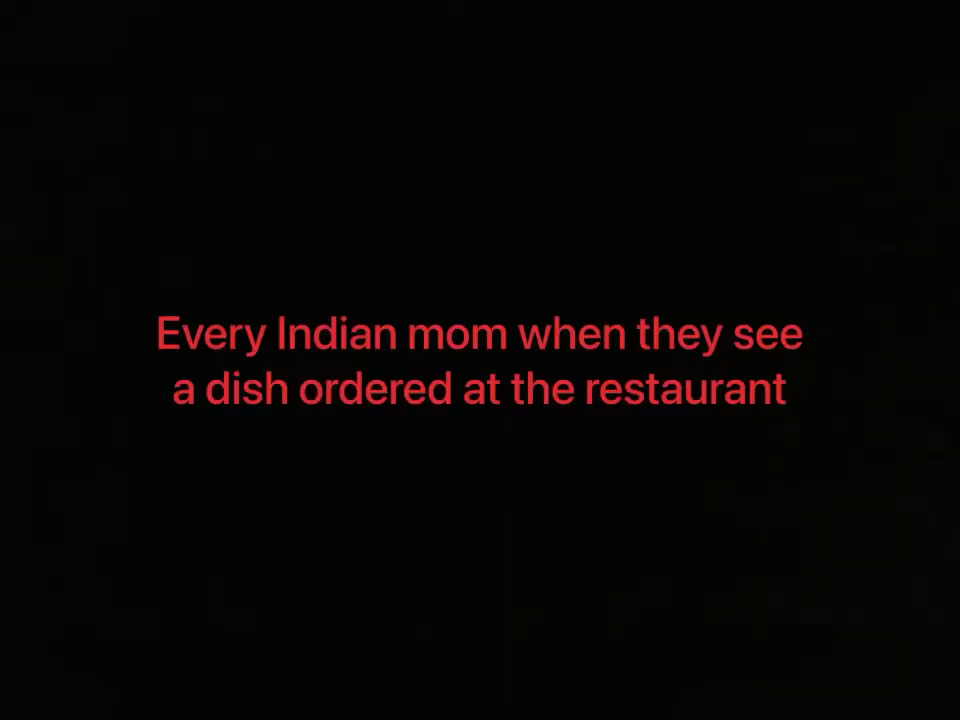 Every Indian mom when they see
a dish ordered at the restaurant